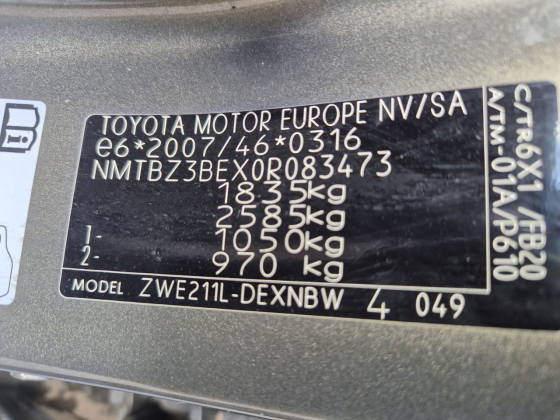 TOYOTA MOTOR EUROPE NV/SA
e6*2007/46*0316
NMTBZ3BEX0R083473
1835kg
2585kg
1- 1050kg
2- 970 kg
MODEL ZWE211L-DEXNBW 4 049
C/TR6X1 /FB20
A/TM-01A/P610